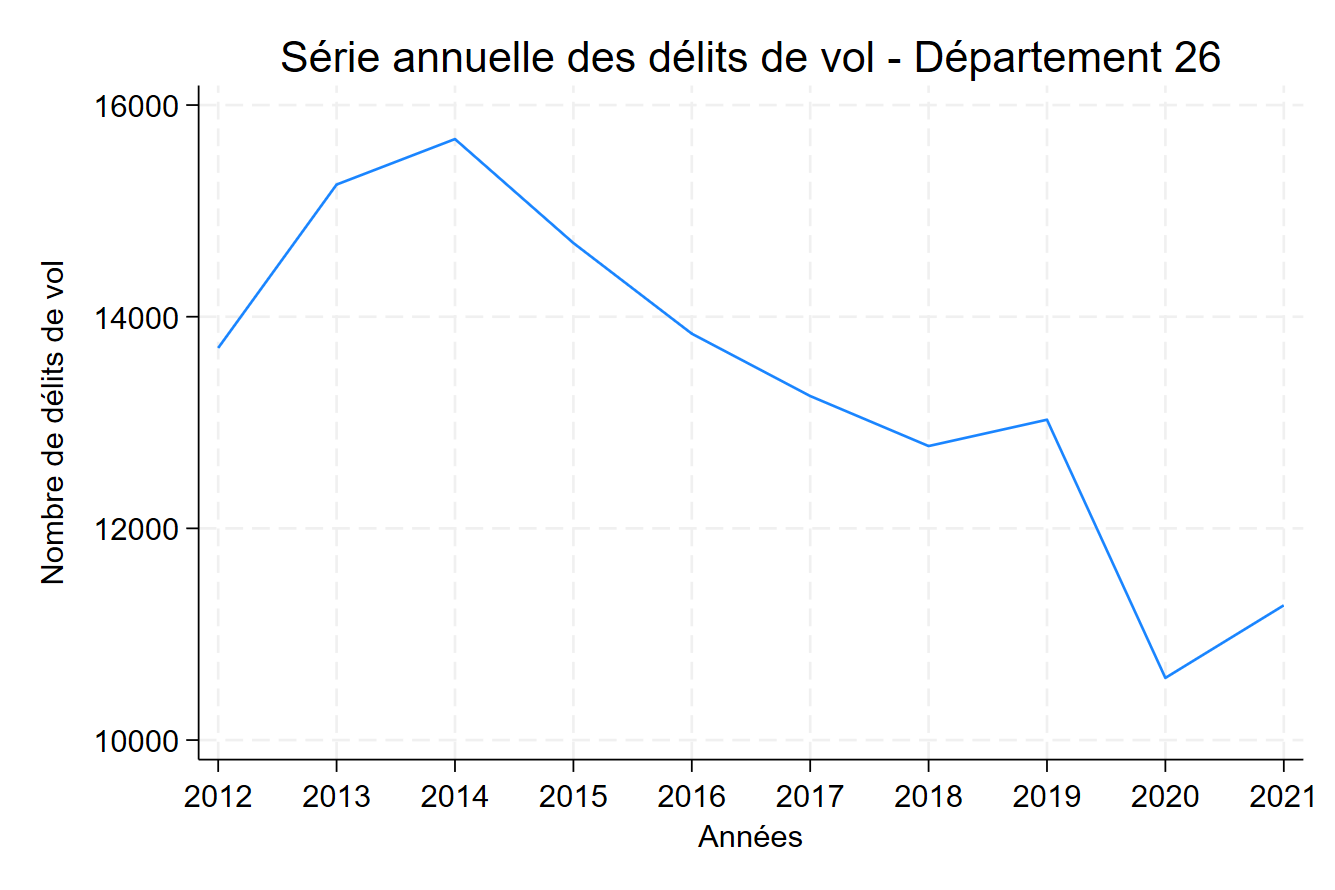 Série annuelle des délits de vol - Département 26
Nombre de délits de vol
16000
14000
12000
10000
2012 2013 2014 2015 2016 2017 2018 2019 2020 2021
Années